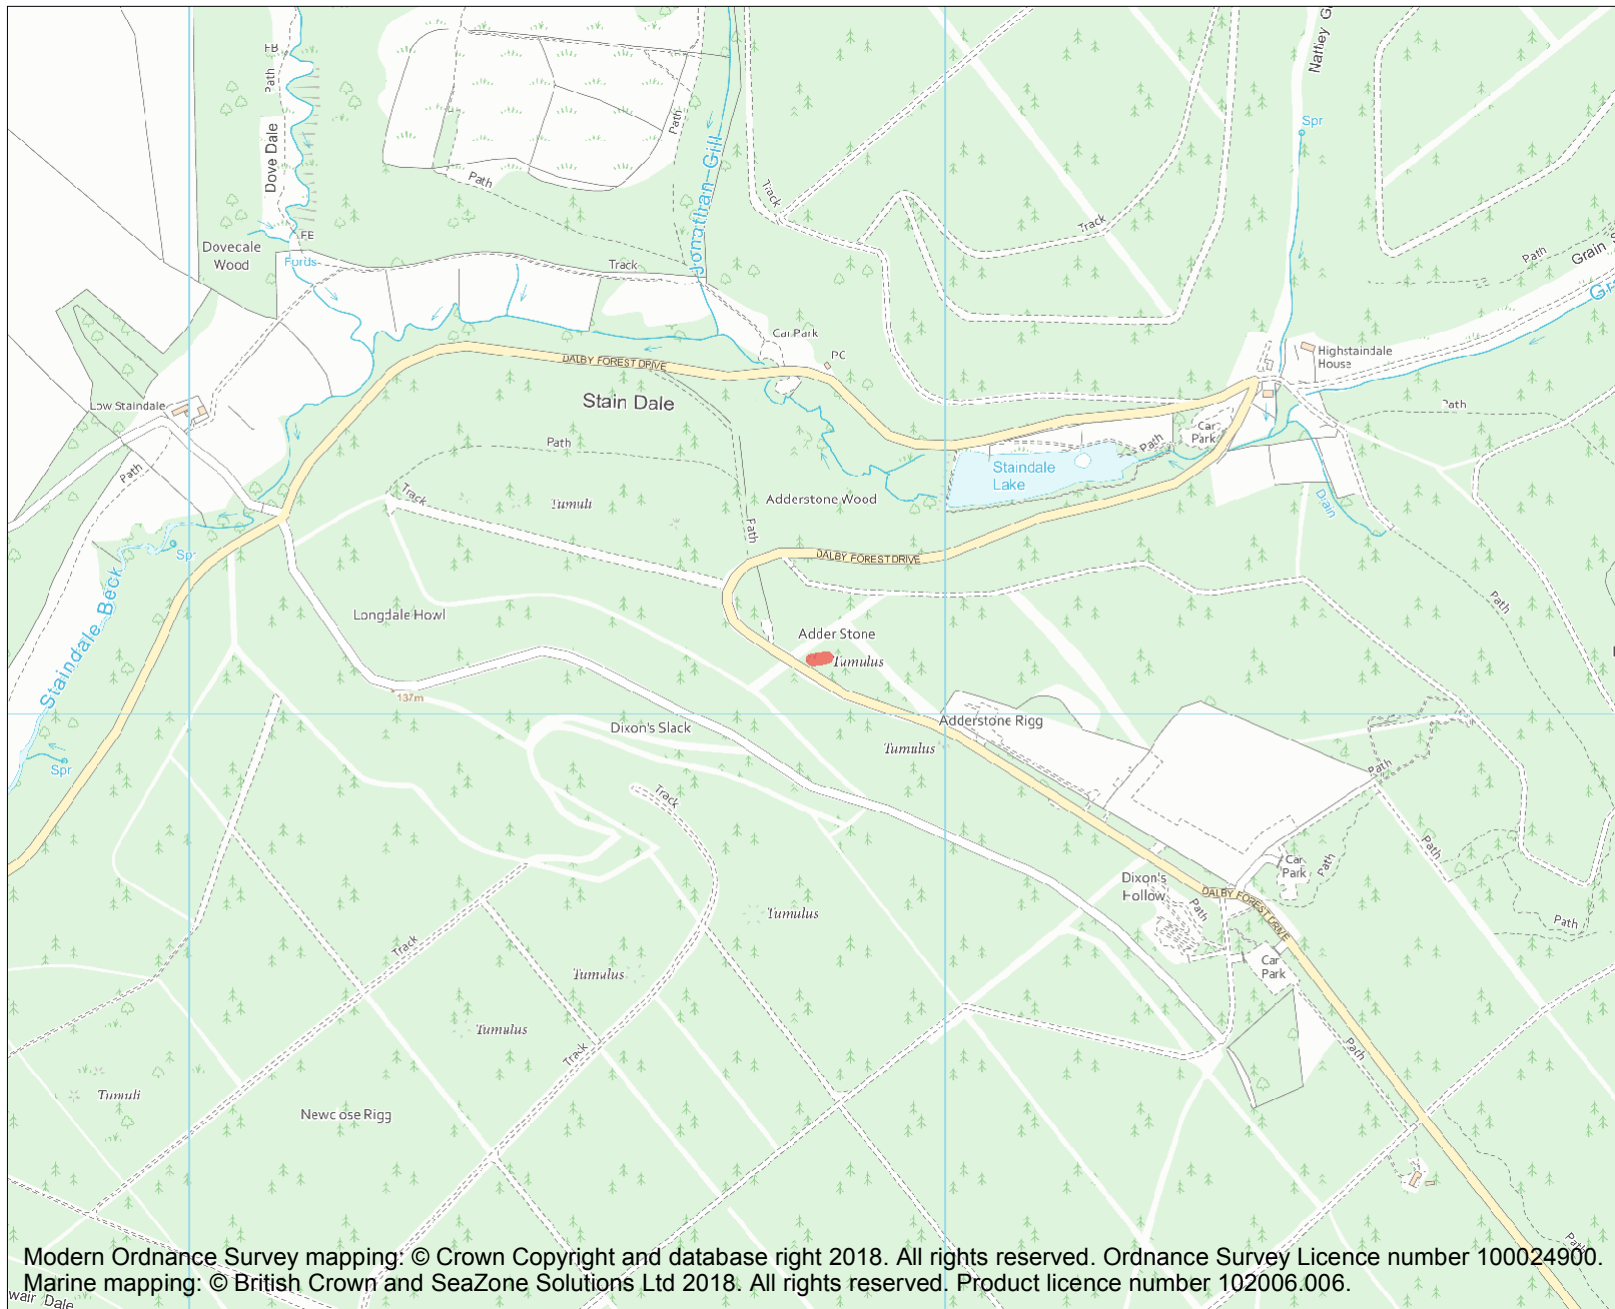 FB
Path
Dove Dale
FE
Dovecale
Wood
Fords
Path
Path
Jonathan Gill
Track
Track
Track
Nattley G
Spr
Path
Grain S
Gr
Car Park
PC
DALBY FOREST DRIVE
Stain Dale
Highstaindale
House
Low Staindale
Path
Path
Path
Car
Park
Path
Staindale
Lake
Drain
Track
Tumuli
Adderstone Wood
Path
DALBY FOREST DRIVE
Spr
Staindale Beck
Longdale Howl
Adder Stone
Tumulus
Path
137m
Dixon's Slack
Adderstone Rigg
Tumulus
Spr
Track
Path
Path
Car
Park
Path
Dixon's
Hollow
Path
DALBY FOREST DRIVE
Path
Tumulus
Track
Tumulus
Car
Park
Tumulus
Track
Path
Tumuli
Newclose Rigg
Path
Modern Ordnance Survey mapping: © Crown Copyright and database right 2018. All rights reserved. Ordnance Survey Licence number 100024900.
Marine mapping: © British Crown and SeaZone Solutions Ltd 2018. All rights reserved. Product licence number 102006.006.
wair Dale